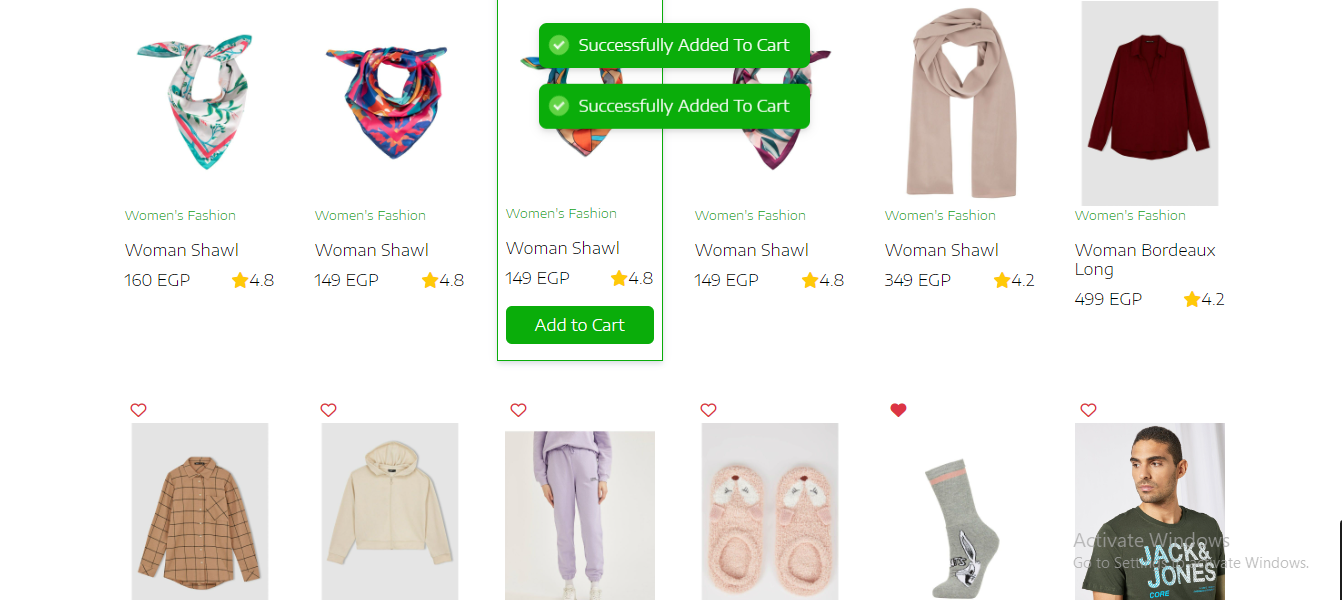 Successfully Added To Cart
Successfully Added To Cart
Women's Fashion
Woman Shawl
160 EGP
4.8
Women's Fashion
Woman Shawl
149 EGP
4.8
Women's Fashion
Woman Shawl
149 EGP
4.8
Add to Cart
Women's Fashion
Woman Shawl
149 EGP
4.8
Women's Fashion
Woman Shawl
349 EGP
4.2
Women's Fashion
Woman Bordeaux
Long
499 EGP
4.2
JACK&
JONES
CORE
Activate Windows
Go to Settings to activate Windows.